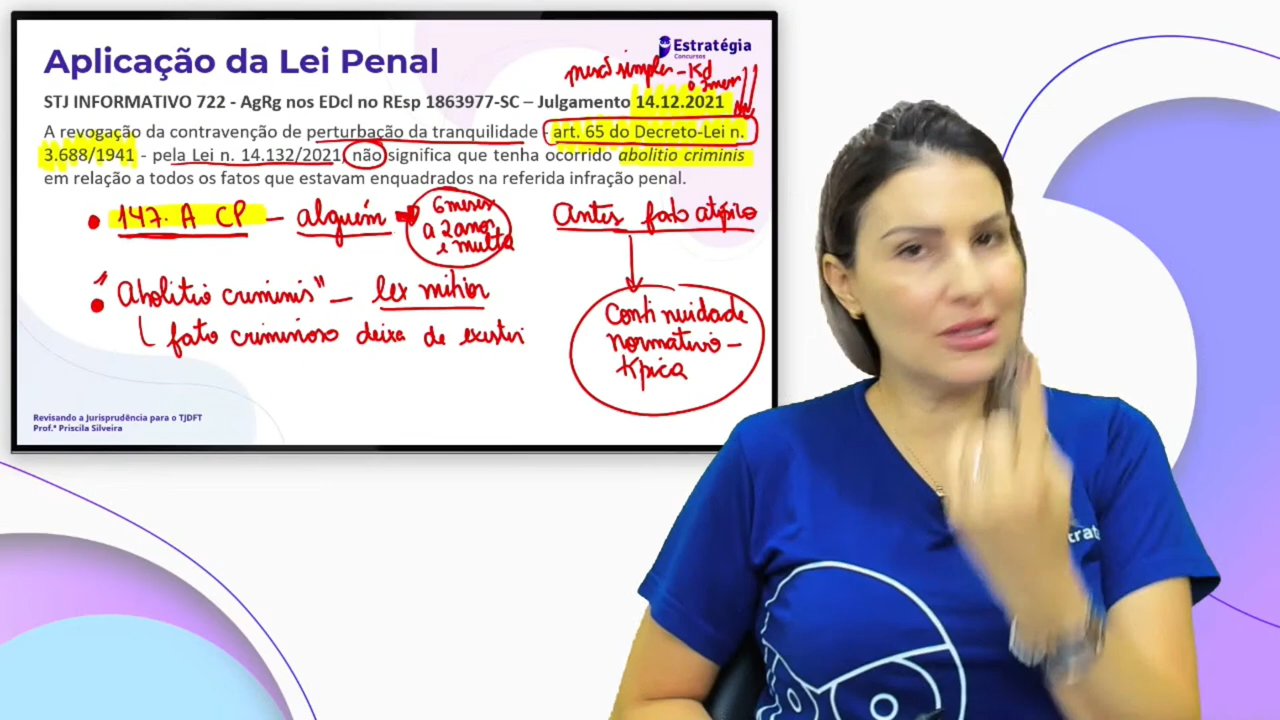 Aplicação da Lei Penal
Estratégia
Concursos
prisão simples - 15d
STJ INFORMATIVO 722 - AgRg nos EDcl no REsp 1863977-SC – Julgamento 14.12.2021
A revogação da contravenção de perturbação da tranquilidade - art. 65 do Decreto-Lei n.
3.688/1941 - pela Lei n. 14.132/2021, não significa que tenha ocorrido abolitio criminis
em relação a todos os fatos que estavam enquadrados na referida infração penal.
• 147-A CP - alguém
6 meses
a 2 anos
e multa
Antes fato atípico
• "Abolitio criminis" - lex mitior
fato criminoso deixa de existir
Continuidade
normativo -
típica
Revisando a Jurisprudência para o TJDFT
Prof.ª Priscila Silveira